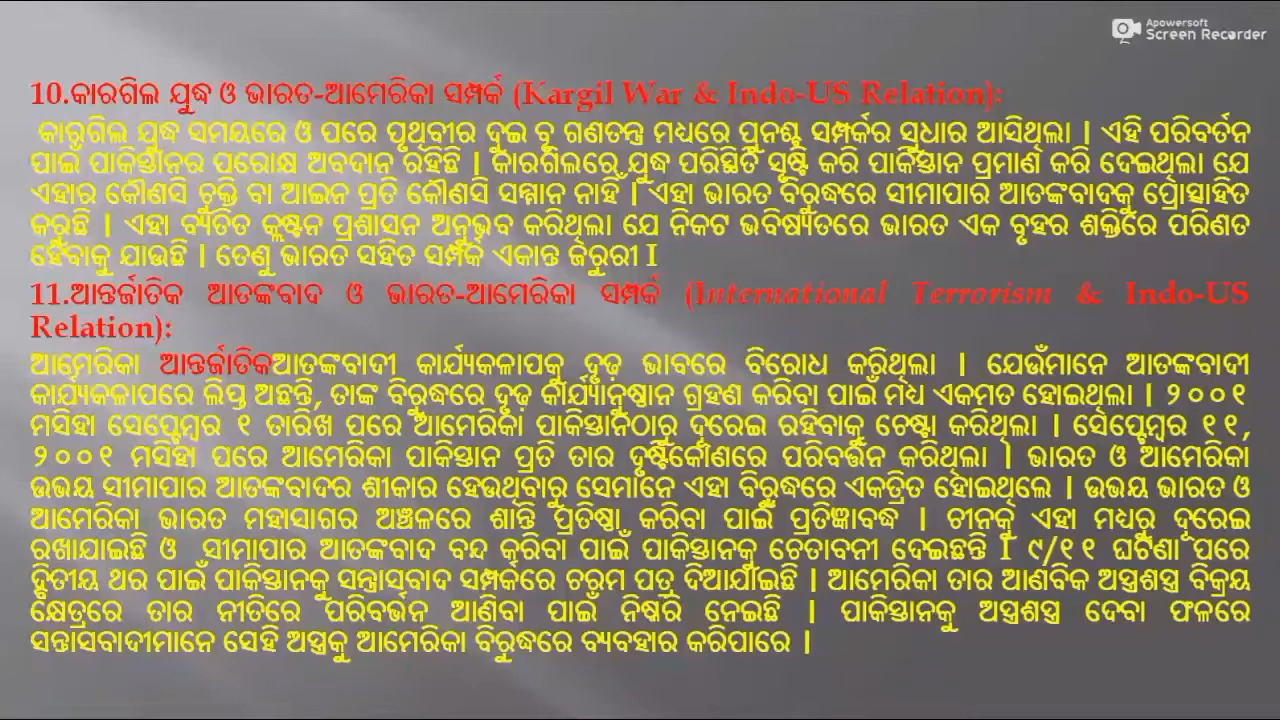 Apowersoft
Screen Recorder
10.କାରଗିଲ ଯୁଦ୍ଧ ଓ ଭାରତ-ଆମେରିକା ସମ୍ପର୍କ (Kargil War & Indo-US Relation):
କାରଗିଲ ଯୁଦ୍ଧ ସମୟରେ ଓ ପରେ ପୃଥିବୀର ଦୁଇ ବୃ ଗଣତନ୍ତ୍ର ମଧ୍ୟରେ ପୁନଶ୍ଚ ସମ୍ପର୍କର ସୁଧାର ଆସିଥିଲା । ଏହି ପରିବର୍ତନ
ପାଇଁ ପାକିସ୍ତାନର ପରୋକ୍ଷ ଅବଦାନ ରହିଛି । କାରଗିଲରେ ଯୁଦ୍ଧ ପରିସ୍ଥିତି ସୃଷ୍ଟି କରି ପାକିସ୍ତାନ ପ୍ରମାଣ କରି ଦେଇଥିଲା ଯେ
ଏହାର କୌଣସି ଚୁକ୍ତି ବା ଆଇନ ପ୍ରତି କୌଣସି ସମ୍ମାନ ନାହିଁ । ଏହା ଭାରତ ବିରୁଦ୍ଧରେ ସୀମାପାର ଆତଙ୍କବାଦକୁ ପ୍ରୋତ୍ସାହିତ
କରୁଛି । ଏହା ବ୍ୟତିତ କ୍ଲିଣ୍ଟନ ପ୍ରଶାସନ ଅନୁଭବ କରିଥିଲା ଯେ ନିକଟ ଭବିଷ୍ୟତରେ ଭାରତ ଏକ ବୃହର ଶକ୍ତିରେ ପରିଣତ
ହେବାକୁ ଯାଉଛି । ତେଣୁ ଭାରତ ସହିତ ସମ୍ପର୍କ ଏକାନ୍ତ ଜରୁରୀ I
11.ଆନ୍ତର୍ଜାତିକ ଆତଙ୍କବାଦ ଓ ଭାରତ-ଆମେରିକା ସମ୍ପର୍କ (International Terrorism & Indo-US
Relation):
ଆମେରିକା ଆନ୍ତର୍ଜାତିକଆତଙ୍କବାଦୀ କାର୍ଯ୍ୟକଳାପକୁ ଦୃଢ଼ ଭାବରେ ବିରୋଧ କରିଥିଲା । ଯେଉଁମାନେ ଆତଙ୍କବାଦୀ
କାର୍ଯ୍ୟକଳାପରେ ଲିପ୍ତ ଅଛନ୍ତି, ତାଙ୍କ ବିରୁଦ୍ଧରେ ଦୃଢ଼ କାର୍ଯ୍ୟାନୁଷ୍ଠାନ ଗ୍ରହଣ କରିବା ପାଇଁ ମଧ୍ୟ ଏକମତ ହୋଇଥିଲା । ୨୦୦୧
ମସିହା ସେପ୍ଟେମ୍ବର ୧ ତାରିଖ ପରେ ଆମେରିକା ପାକିସ୍ତାନଠାରୁ ଦୂରେଇ ରହିବାକୁ ଚେଷ୍ଟା କରିଥିଲା । ସେପ୍ଟେମ୍ବର ୧୧,
୨୦୦୧ ମସିହା ପରେ ଆମେରିକା ପାକିସ୍ତାନ ପ୍ରତି ତାର ଦୃଷ୍ଟିକୋଣରେ ପରିବର୍ତ୍ତନ କରିଥିଲା । ଭାରତ ଓ ଆମେରିକା
ଉଭୟ ସୀମାପାର ଆତଙ୍କବାଦର ଶୀକାର ହେଉଥିବାରୁ ସେମାନେ ଏହା ବିରୁଦ୍ଧରେ ଏକତ୍ରିତ ହୋଇଥିଲେ । ଉଭୟ ଭାରତ ଓ
ଆମେରିକା ଭାରତ ମହାସାଗର ଅଞ୍ଚଳରେ ଶାନ୍ତି ପ୍ରତିଷ୍ଠା କରିବା ପାଇଁ ପ୍ରତିଜ୍ଞାବଦ୍ଧ । ଚୀନକୁ ଏହା ମଧ୍ୟରୁ ଦୂରେଇ
ରଖାଯାଇଛି ଓ ସୀମାପାର ଆତଙ୍କବାଦ ବନ୍ଦ କରିବା ପାଇଁ ପାକିସ୍ତାନକୁ ଚେତାବନୀ ଦେଇଛନ୍ତି I ୯/୧୧ ଘଟଣା ପରେ
ଦ୍ବିତୀୟ ଥର ପାଇଁ ପାକିସ୍ତାନକୁ ସନ୍ତ୍ରାସବାଦ ସମ୍ପର୍କରେ ଚରମ ପତ୍ର ଦିଆଯାଇଛି । ଆମେରିକା ତାର ଆଣବିକ ଅସ୍ତ୍ରଶସ୍ତ୍ର ବିକ୍ରୟ
କ୍ଷେତ୍ରରେ ତାର ନୀତିରେ ପରିବର୍ଭନ ଆଣିବା ପାଇଁ ନିଷ୍କର୍ଷ ନେଇଛି । ପାକିସ୍ତାନକୁ ଅସ୍ତ୍ରଶସ୍ତ୍ର ଦେବା ଫଳରେ
ସନ୍ତାସବାଦୀମାନେ ସେହି ଅସ୍ତ୍ରକୁ ଆମେରିକା ବିରୁଦ୍ଧରେ ବ୍ୟବହାର କରିପାରେ ।